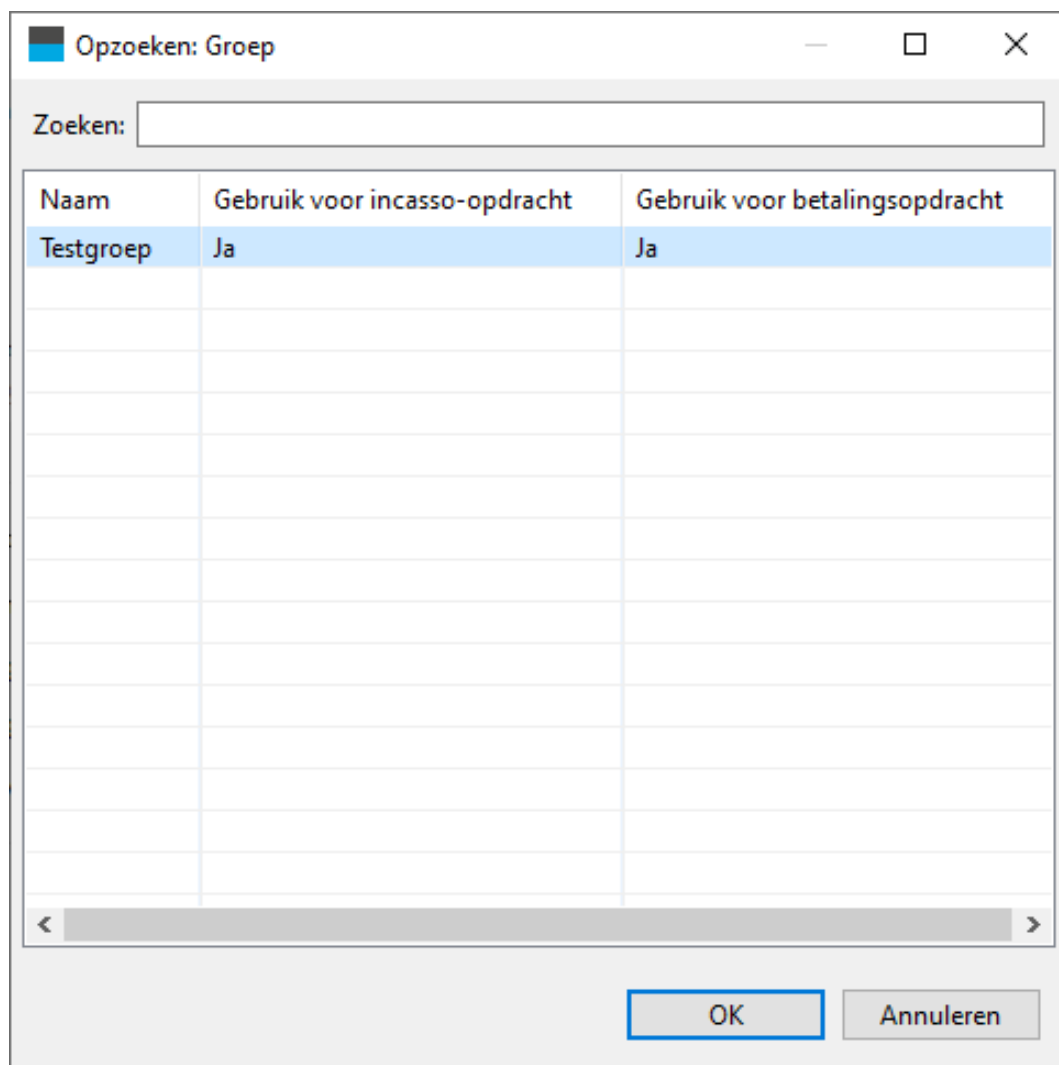 Opzoeken: Groep
Zoeken:
Naam Gebruik voor incasso-opdracht Gebruik voor betalingsopdracht
Testgroep Ja Ja
OK Annuleren